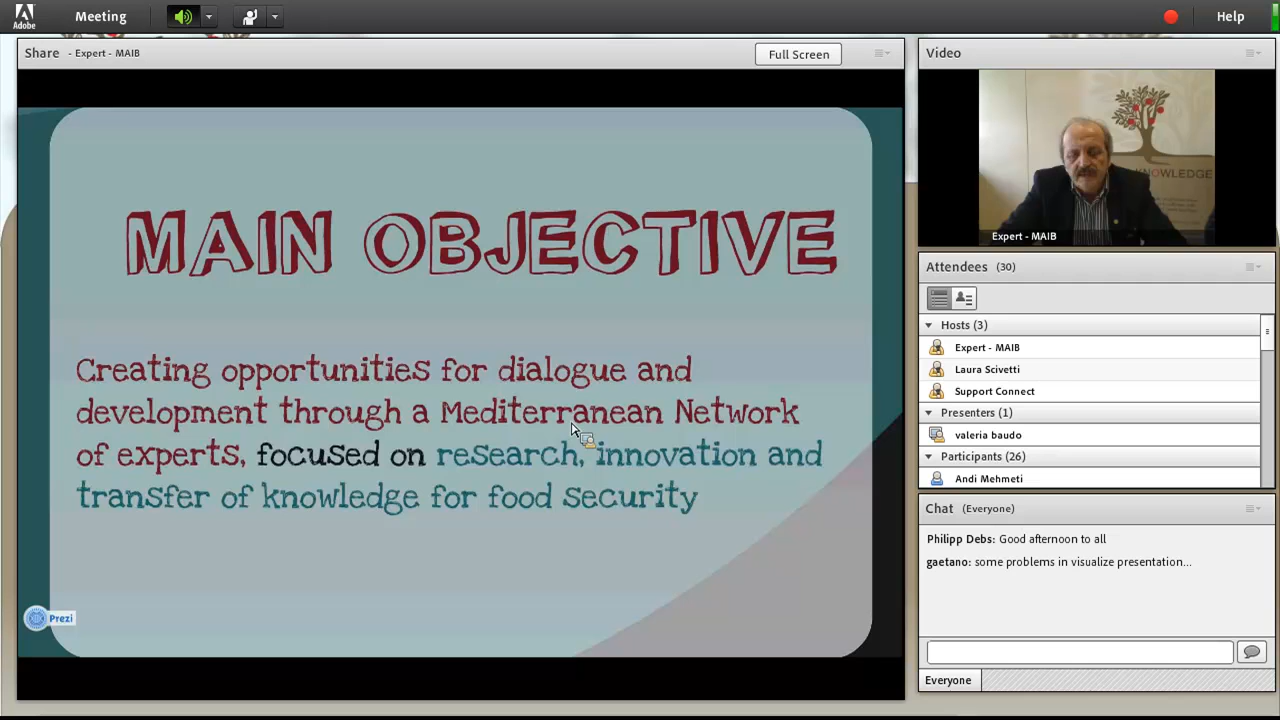 Adobe
Meeting
Help
Share - Expert - MAIB
Full Screen
MAIN OBJECTIVE
Creating opportunities for dialogue and
development through a Mediterranean Network
of experts, focused on research, innovation and
transfer of knowledge for food security
Prezi
Video
Expert - MAIB
Attendees (30)
Hosts (3)
Expert - MAIB
Laura Scivetti
Support Connect
Presenters (1)
valeria baudo
Participants (26)
Andi Mehmeti
Chat (Everyone)
Philipp Debs: Good afternoon to all
gaetano: some problems in visualize presentation...
Everyone